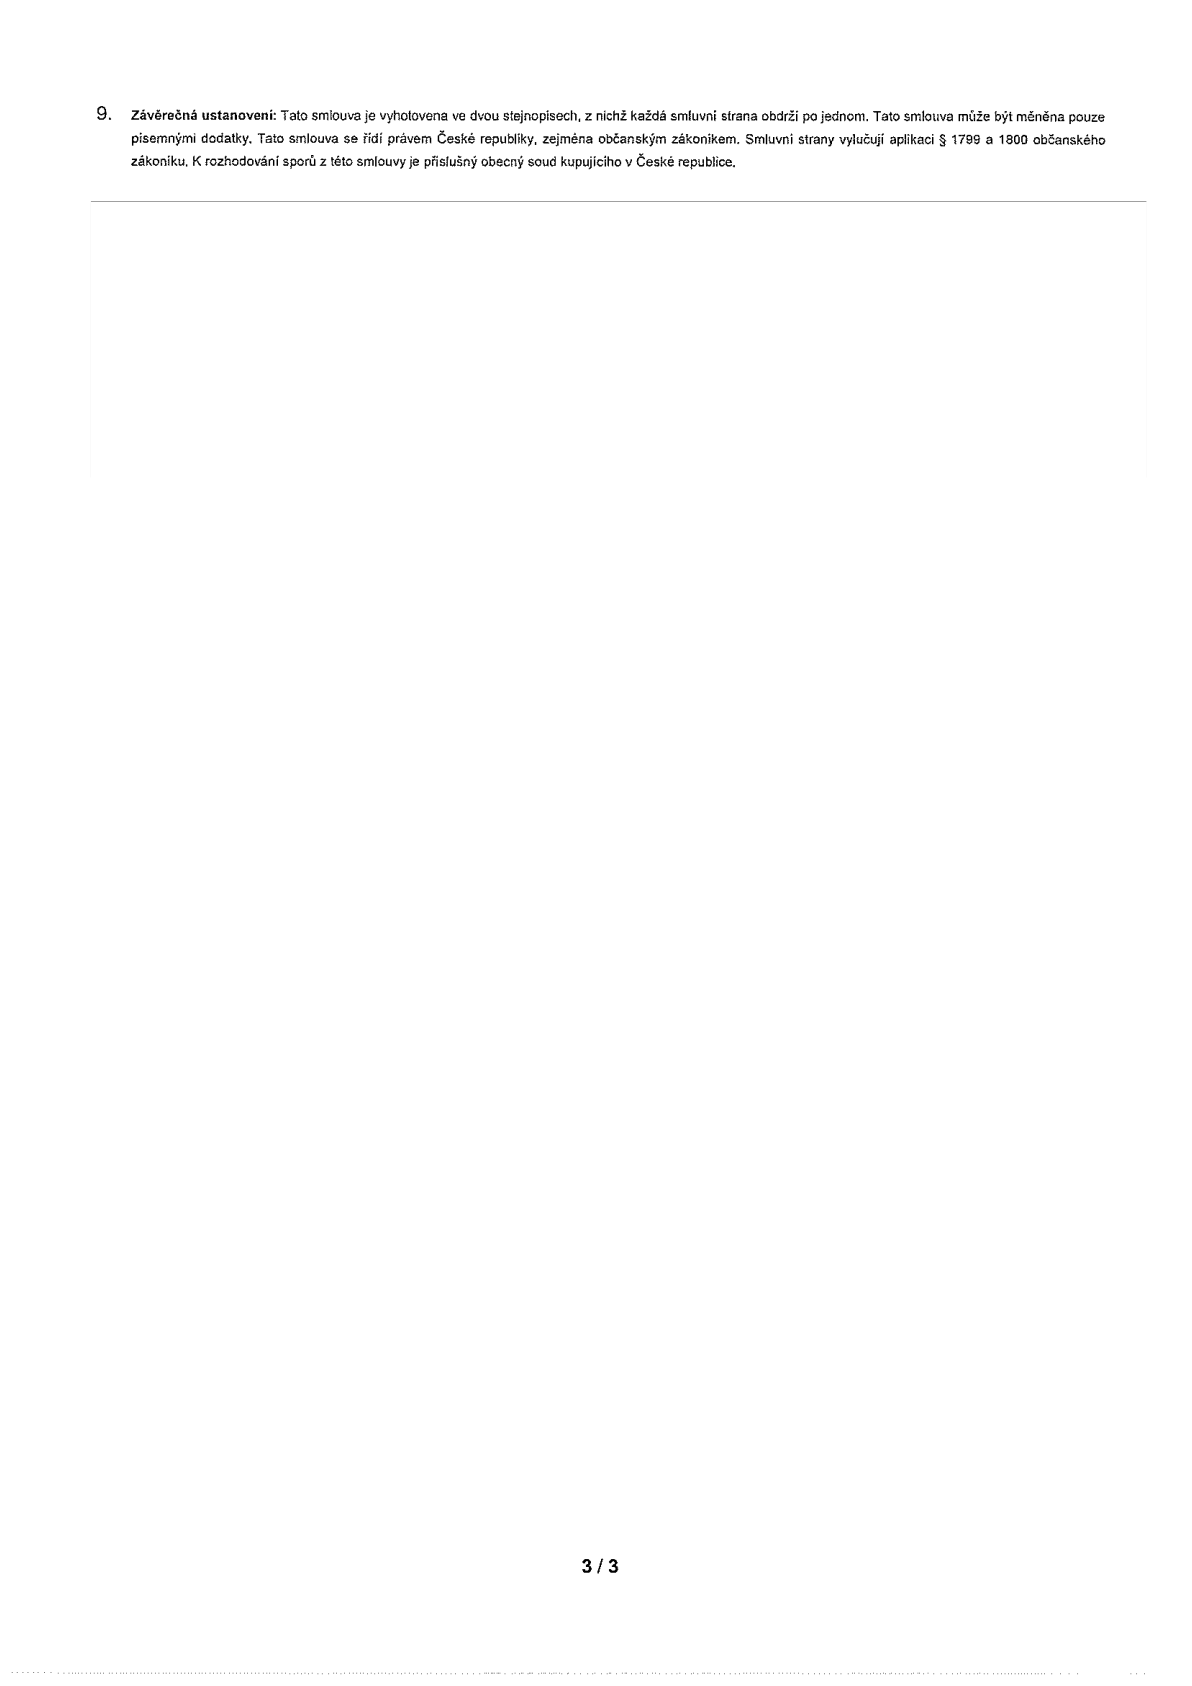 9. Závěrečná ustanovení: Tato smlouva je vyhotovena ve dvou stejnopisech, z nichž každá smluvní strana obdrží po jednom. Tato smlouva může být měněna pouze
písemnými dodatky. Tato smlouva se řídí právem České republiky, zejména občanským zákoníkem. Smluvní strany vylučují aplikaci § 1799 a 1800 občanského
zákoníku. K rozhodování sporů z této smlouvy je příslušný obecný soud kupujícího v České republice.
3 / 3